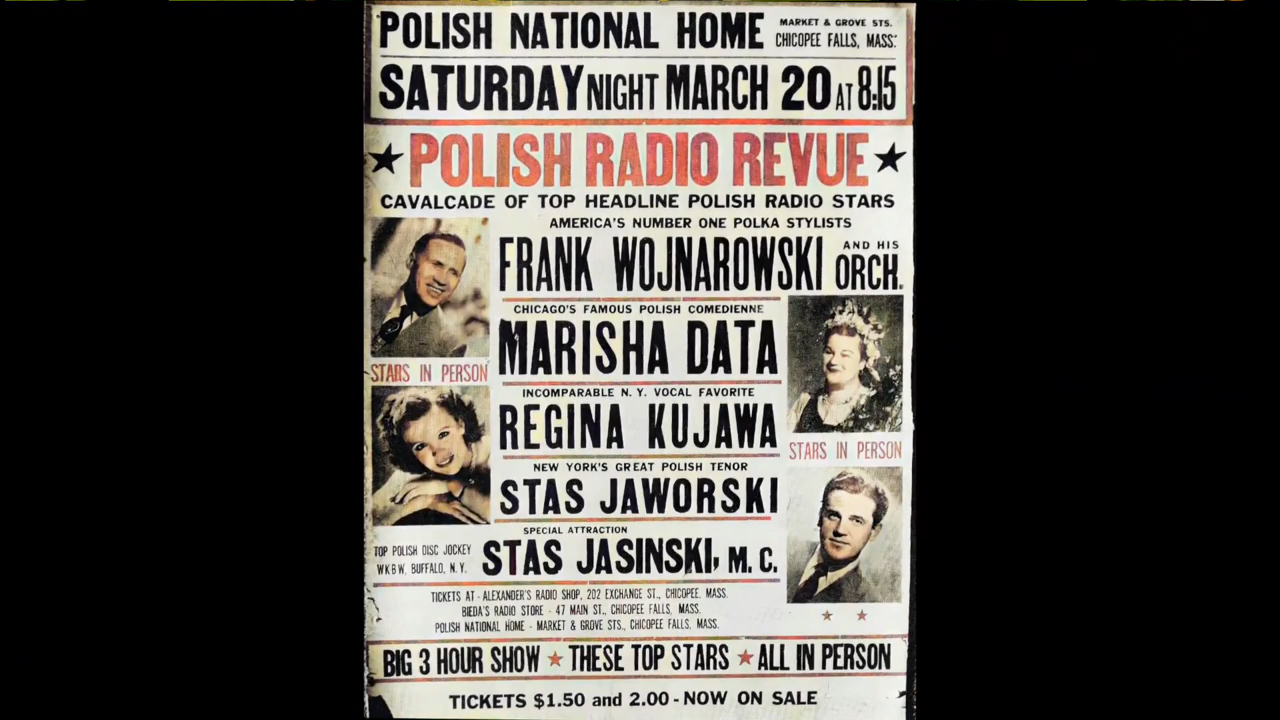 POLISH NATIONAL HOME
MARKET & GROVE STS.
CHICOPEE FALLS, MASS.
SATURDAY NIGHT MARCH 20 AT 8:15
POLISH RADIO REVUE
CAVALCADE OF TOP HEADLINE POLISH RADIO STARS
AMERICA'S NUMBER ONE POLKA STYLISTS
FRANK WOJNAROWSKI AND HIS ORCH.
CHICAGO'S FAMOUS POLISH COMEDIENNE
MARISHA DATA
STARS IN PERSON
INCOMPARABLE N. Y. VOCAL FAVORITE
REGINA KUJAWA
STARS IN PERSON
NEW YORK'S GREAT POLISH TENOR
STAS JAWORSKI
SPECIAL ATTRACTION
TOP POLISH DISC JOCKEY
WKBW, BUFFALO, N. Y.
STAS JASINSKI, M. C.
TICKETS AT - ALEXANDER'S RADIO SHOP, 202 EXCHANGE ST., CHICOPEE, MASS.
BIEDA'S RADIO STORE - 47 MAIN ST., CHICOPEE FALLS, MASS.
POLISH NATIONAL HOME - MARKET & GROVE STS., CHICOPEE FALLS, MASS.
BIG 3 HOUR SHOW ★ THESE TOP STARS ★ ALL IN PERSON
TICKETS $1.50 and 2.00 - NOW ON SALE